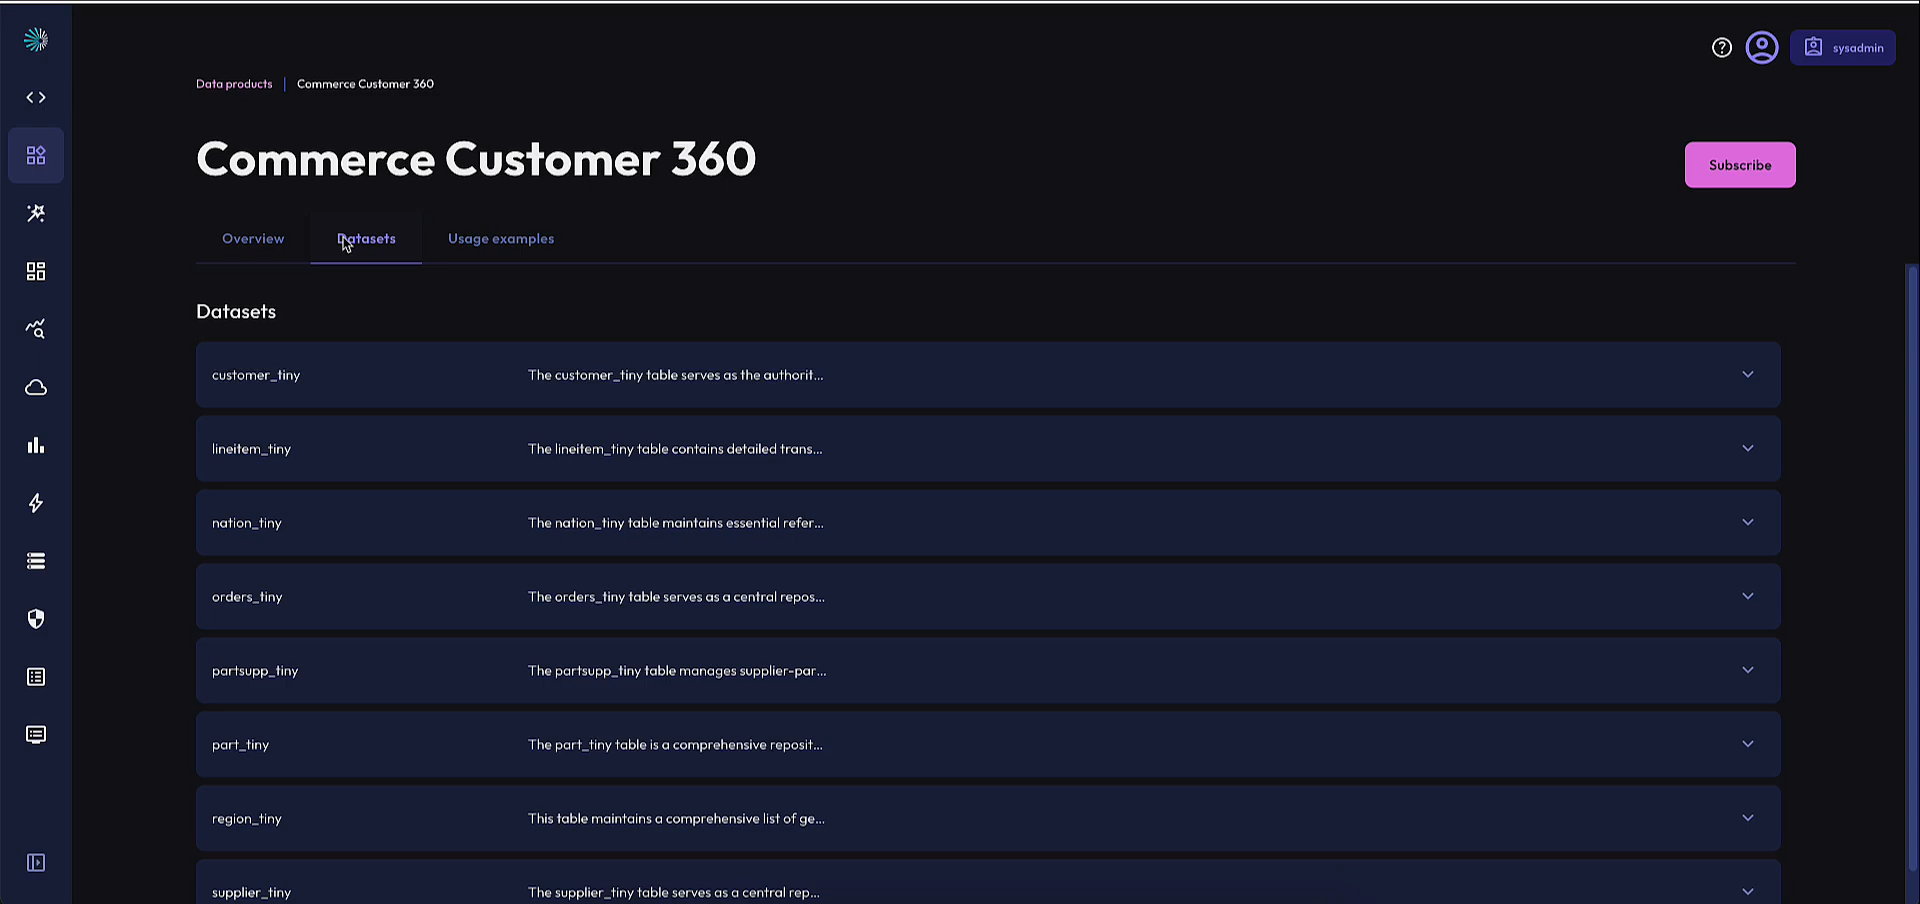 sysadmin
Data products | Commerce Customer 360
Commerce Customer 360
Subscribe
Overview Datasets Usage examples
Datasets
customer_tiny The customer_tiny table serves as the authorit...
lineitem_tiny The lineitem_tiny table contains detailed trans...
nation_tiny The nation_tiny table maintains essential refer...
orders_tiny The orders_tiny table serves as a central repos...
partsupp_tiny The partsupp_tiny table manages supplier-par...
part_tiny The part_tiny table is a comprehensive reposit...
region_tiny This table maintains a comprehensive list of ge...
supplier_tiny The supplier_tiny table serves as a central rep...